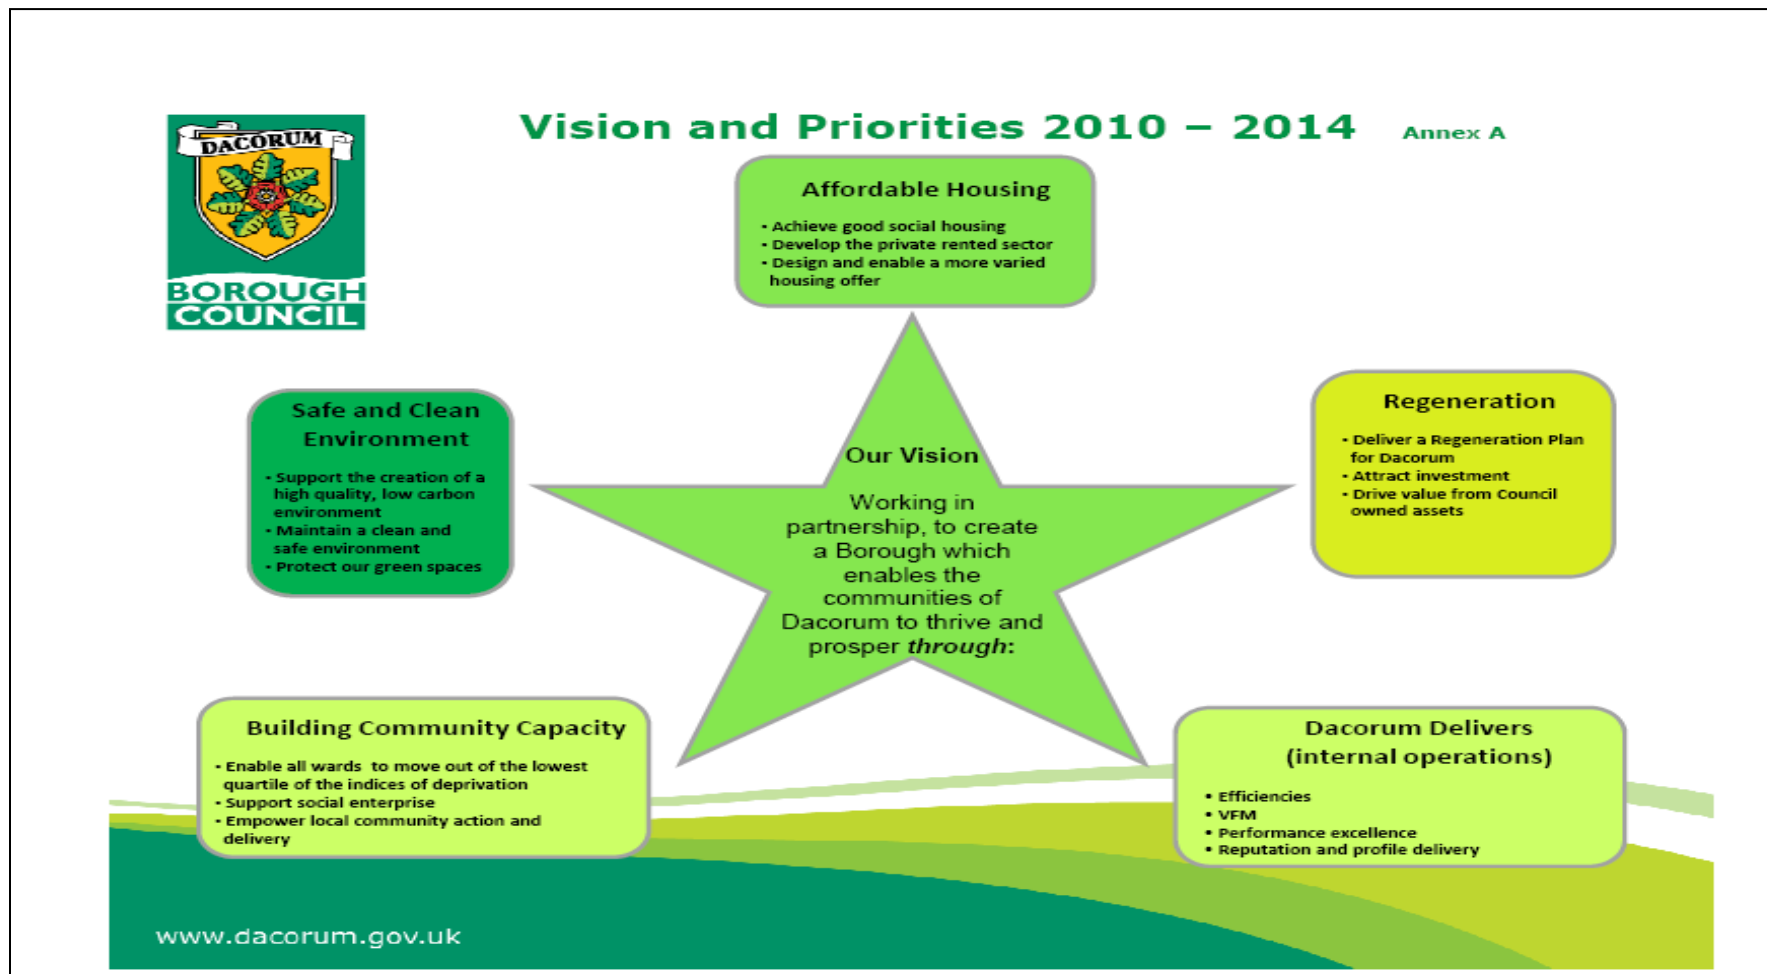 DACORUM
BOROUGH
COUNCIL
Vision and Priorities 2010 – 2014 Annex A
Affordable Housing
• Achieve good social housing
• Develop the private rented sector
• Design and enable a more varied
housing offer
Safe and Clean
Environment
• Support the creation of a
high quality, low carbon
environment
• Maintain a clean and
safe environment
• Protect our green spaces
Our Vision
Working in
partnership, to create
a Borough which
enables the
communities of
Dacorum to thrive and
prosper through:
Regeneration
• Deliver a Regeneration Plan
for Dacorum
• Attract investment
• Drive value from Council
owned assets
Building Community Capacity
• Enable all wards to move out of the lowest
quartile of the indices of deprivation
• Support social enterprise
• Empower local community action and
delivery
Dacorum Delivers
(internal operations)
• Efficiencies
• VFM
• Performance excellence
• Reputation and profile delivery
www.dacorum.gov.uk